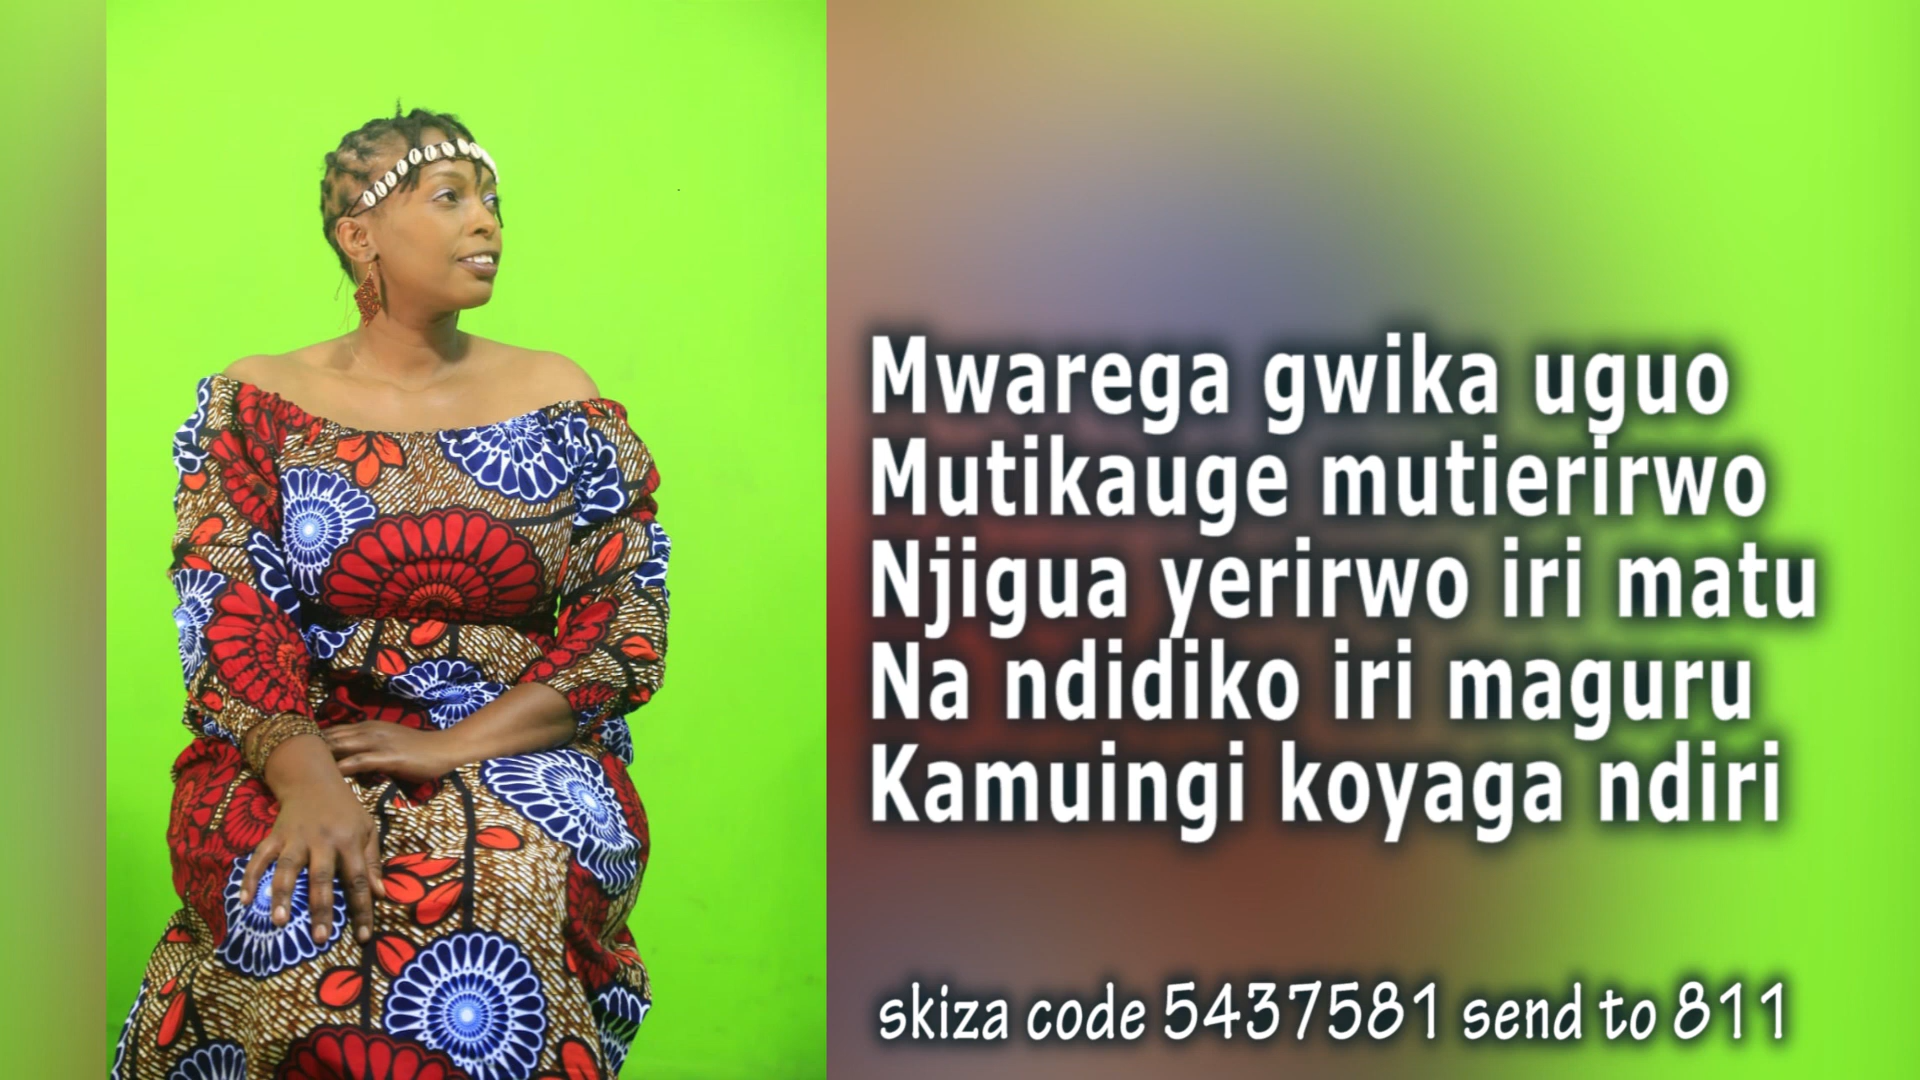 Mwarega gwika uguo
Mutikauge mutierirwo
Njigua yerirwo iri matu
Na ndidiko iri maguru
Kamuingi koyaga ndiri
skiza code 5437581 send to 811